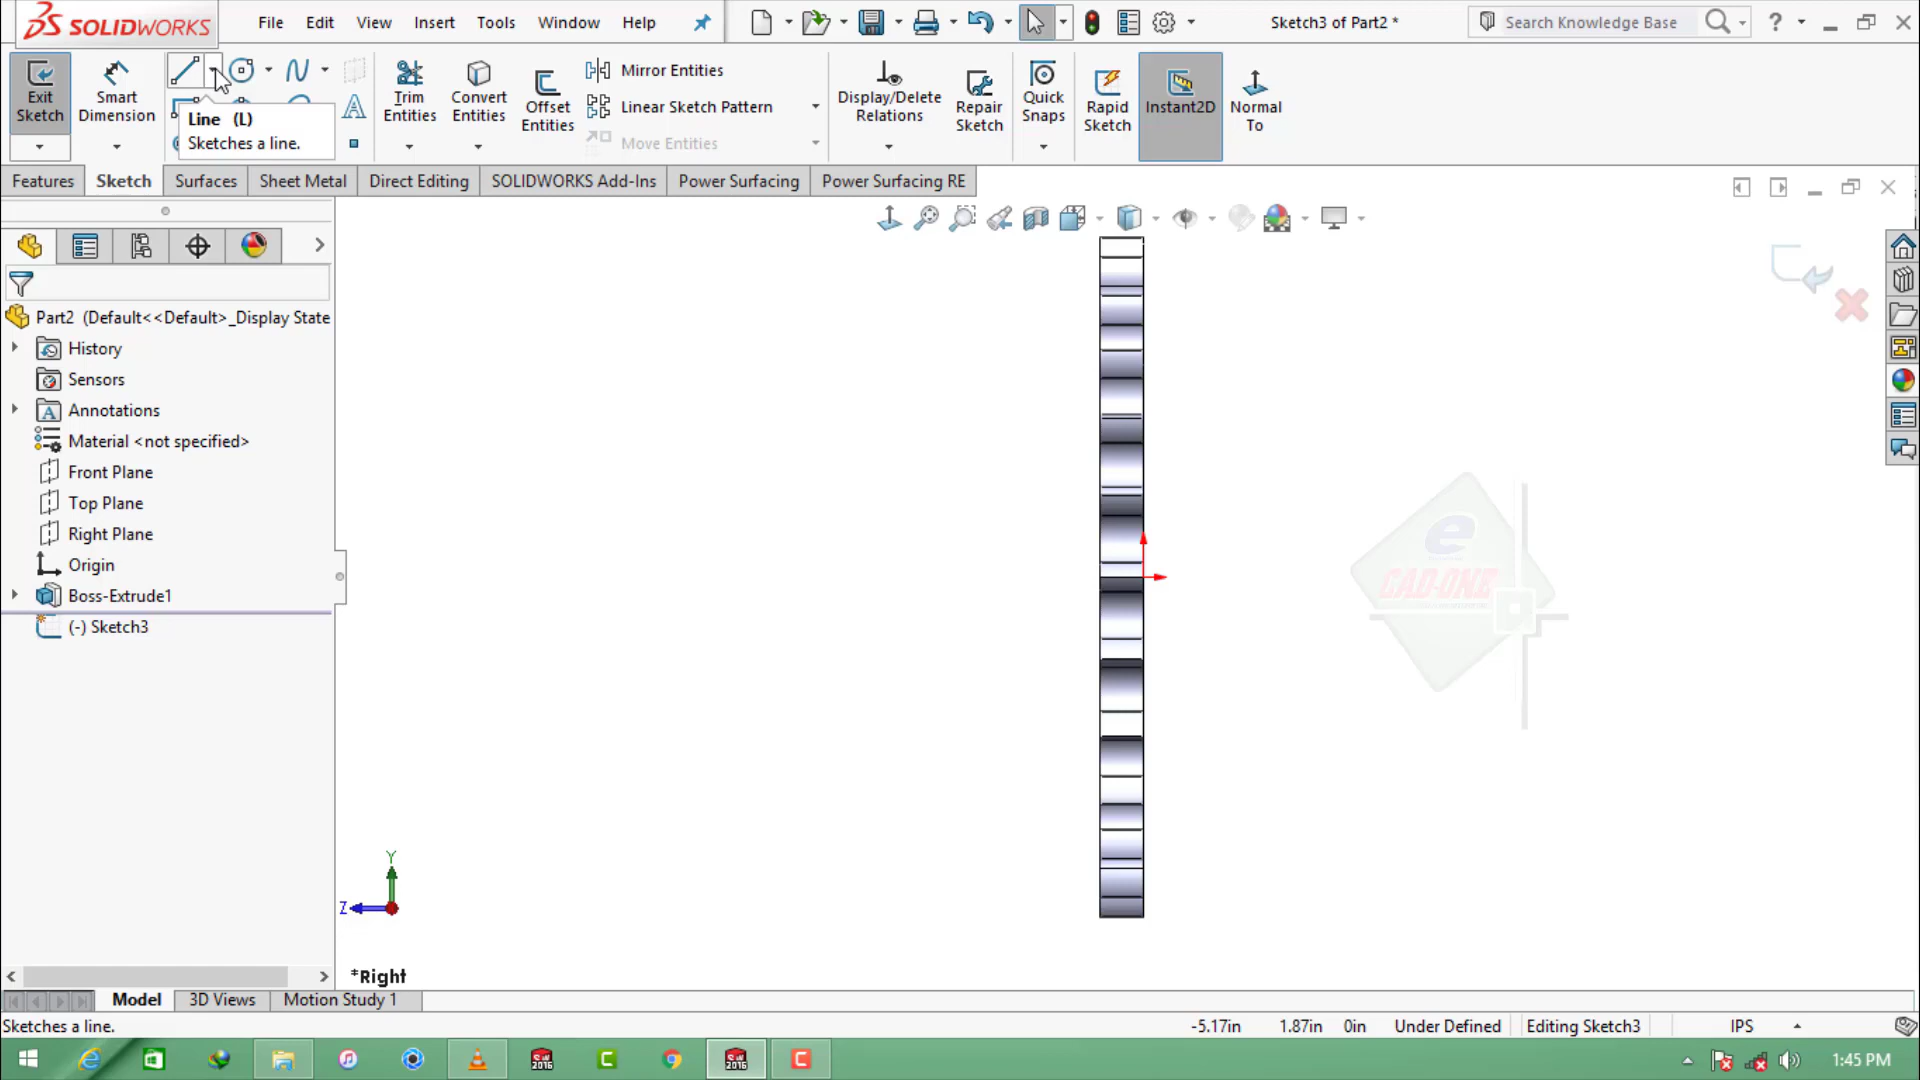 SOLIDWORKS
File Edit View Insert Tools Window Help
Sketch3 of Part2 *
Search Knowledge Base
Exit Sketch
Smart Dimension
Line (L)
Sketches a line.
Trim Entities
Convert Entities
Offset Entities
Mirror Entities
Linear Sketch Pattern
Move Entities
Display/Delete Relations
Repair Sketch
Quick Snaps
Rapid Sketch
Instant2D
Normal To
Features Sketch Surfaces Sheet Metal Direct Editing SOLIDWORKS Add-Ins Power Surfacing Power Surfacing RE
Part2 (Default<<Default>_Display State
History
Sensors
Annotations
Material <not specified>
Front Plane
Top Plane
Right Plane
Origin
Boss-Extrude1
(-) Sketch3
e
CAD-ONE
Y
Z
*Right
Model 3D Views Motion Study 1
Sketches a line.
-5.17in 1.87in 0in Under Defined Editing Sketch3 IPS
1:45 PM